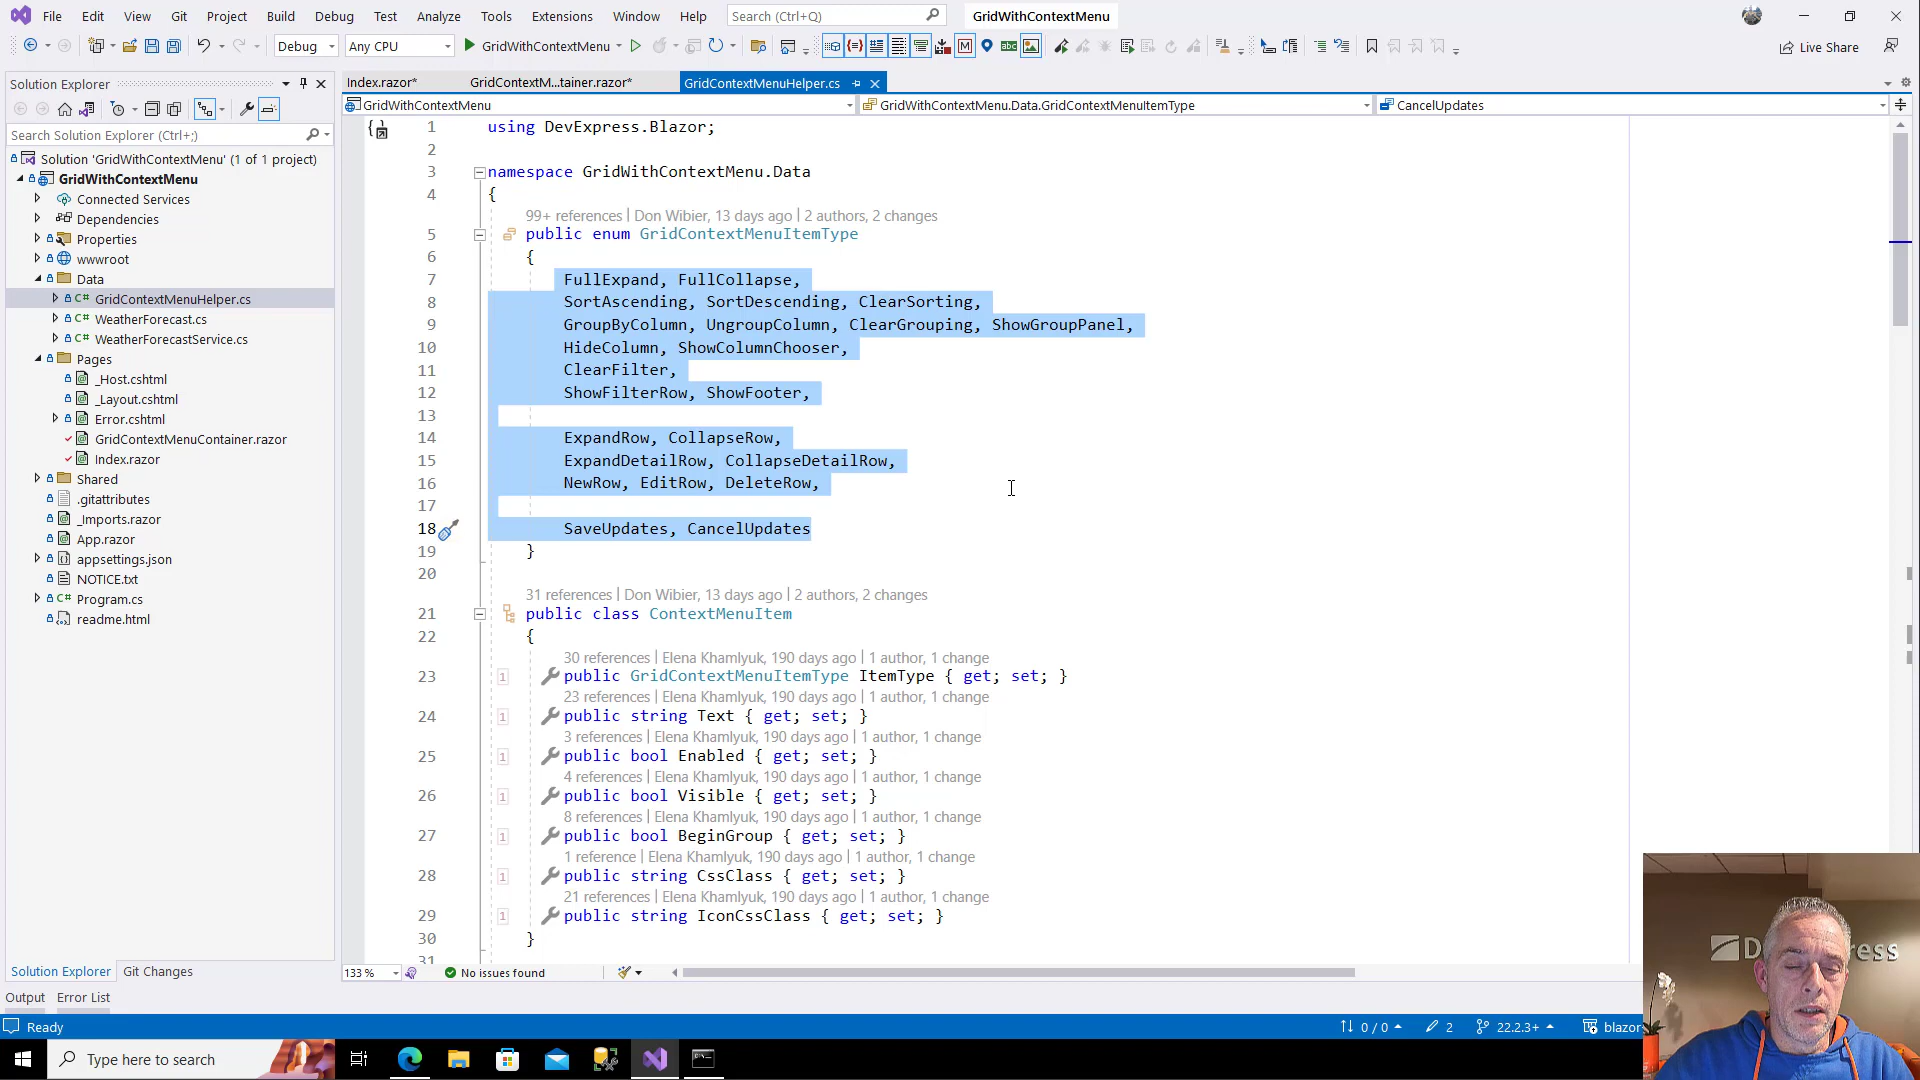 File Edit View Git Project Build Debug Test Analyze Tools Extensions Window Help Search (Ctrl+Q) GridWithContextMenu
Debug Any CPU GridWithContextMenu Live Share
Solution Explorer
Index.razor* GridContextM...tainer.razor* GridContextMenuHelper.cs
GridWithContextMenu GridWithContextMenu.Data.GridContextMenuItemType CancelUpdates
Search Solution Explorer (Ctrl+;)
Solution 'GridWithContextMenu' (1 of 1 project)
GridWithContextMenu
Connected Services
Dependencies
Properties
wwwroot
Data
GridContextMenuHelper.cs
WeatherForecast.cs
WeatherForecastService.cs
Pages
_Host.cshtml
_Layout.cshtml
Error.cshtml
GridContextMenuContainer.razor
Index.razor
Shared
.gitattributes
_Imports.razor
App.razor
appsettings.json
NOTICE.txt
Program.cs
readme.html
1 using DevExpress.Blazor;
2
3 namespace GridWithContextMenu.Data
4 {
99+ references | Don Wibier, 13 days ago | 2 authors, 2 changes
5 public enum GridContextMenuItemType
6 {
7 FullExpand, FullCollapse,
8 SortAscending, SortDescending, ClearSorting,
9 GroupByColumn, UngroupColumn, ClearGrouping, ShowGroupPanel,
10 HideColumn, ShowColumnChooser,
11 ClearFilter,
12 ShowFilterRow, ShowFooter,
13
14 ExpandRow, CollapseRow,
15 ExpandDetailRow, CollapseDetailRow,
16 NewRow, EditRow, DeleteRow,
17
18 SaveUpdates, CancelUpdates
19 }
20
31 references | Don Wibier, 13 days ago | 2 authors, 2 changes
21 public class ContextMenuItem
22 {
30 references | Elena Khamlyuk, 190 days ago | 1 author, 1 change
23 1 public GridContextMenuItemType ItemType { get; set; }
23 references | Elena Khamlyuk, 190 days ago | 1 author, 1 change
24 1 public string Text { get; set; }
3 references | Elena Khamlyuk, 190 days ago | 1 author, 1 change
25 1 public bool Enabled { get; set; }
4 references | Elena Khamlyuk, 190 days ago | 1 author, 1 change
26 1 public bool Visible { get; set; }
8 references | Elena Khamlyuk, 190 days ago | 1 author, 1 change
27 1 public bool BeginGroup { get; set; }
1 reference | Elena Khamlyuk, 190 days ago | 1 author, 1 change
28 1 public string CssClass { get; set; }
21 references | Elena Khamlyuk, 190 days ago | 1 author, 1 change
29 1 public string IconCssClass { get; set; }
30 }
31
133 % No issues found
Solution Explorer Git Changes
Output Error List
Ready 0 / 0 2 22.2.3+ blazor
Type here to search